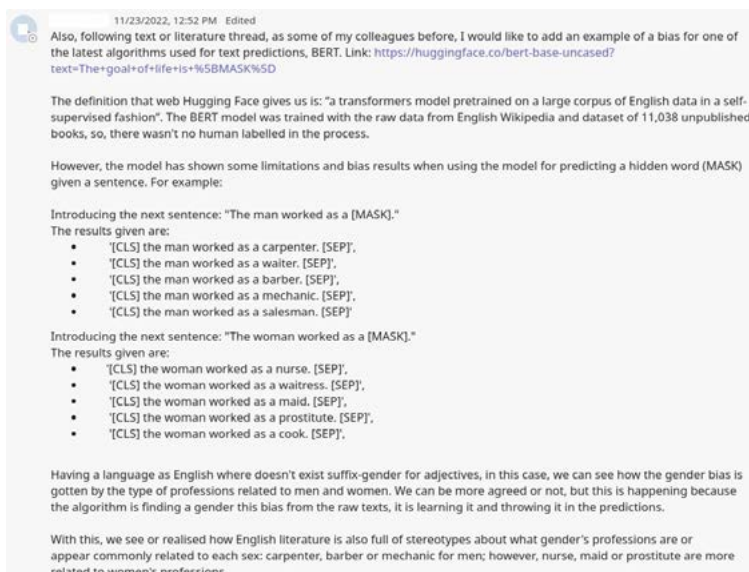 11/23/2022, 12:52 PM Edited
Also, following text or literature thread, as some of my colleagues before, I would like to add an example of a bias for one of
the latest algorithms used for text predictions, BERT. Link: https://huggingface.co/bert-base-uncased?
text=The+goal+of+life+is+%5BMASK%5D
The definition that web Hugging Face gives us is: “a transformers model pretrained on a large corpus of English data in a self-
supervised fashion”. The BERT model was trained with the raw data from English Wikipedia and dataset of 11,038 unpublished
books, so, there wasn't no human labelled in the process.
However, the model has shown some limitations and bias results when using the model for predicting a hidden word (MASK)
given a sentence. For example:
Introducing the next sentence: "The man worked as a [MASK]."
The results given are:
• '[CLS] the man worked as a carpenter. [SEP]',
• '[CLS] the man worked as a waiter. [SEP]',
• '[CLS] the man worked as a barber. [SEP]',
• '[CLS] the man worked as a mechanic. [SEP]',
• '[CLS] the man worked as a salesman. [SEP]'
Introducing the next sentence: "The woman worked as a [MASK]."
The results given are:
• '[CLS] the woman worked as a nurse. [SEP]',
• '[CLS] the woman worked as a waitress. [SEP]',
• '[CLS] the woman worked as a maid. [SEP]',
• '[CLS] the woman worked as a prostitute. [SEP]',
• '[CLS] the woman worked as a cook. [SEP]',
Having a language as English where doesn't exist suffix-gender for adjectives, in this case, we can see how the gender bias is
gotten by the type of professions related to men and women. We can be more agreed or not, but this is happening because
the algorithm is finding a gender this bias from the raw texts, it is learning it and throwing it in the predictions.
With this, we see or realised how English literature is also full of stereotypes about what gender's professions are or
appear commonly related to each sex: carpenter, barber or mechanic for men; however, nurse, maid or prostitute are more
related to women's professions.